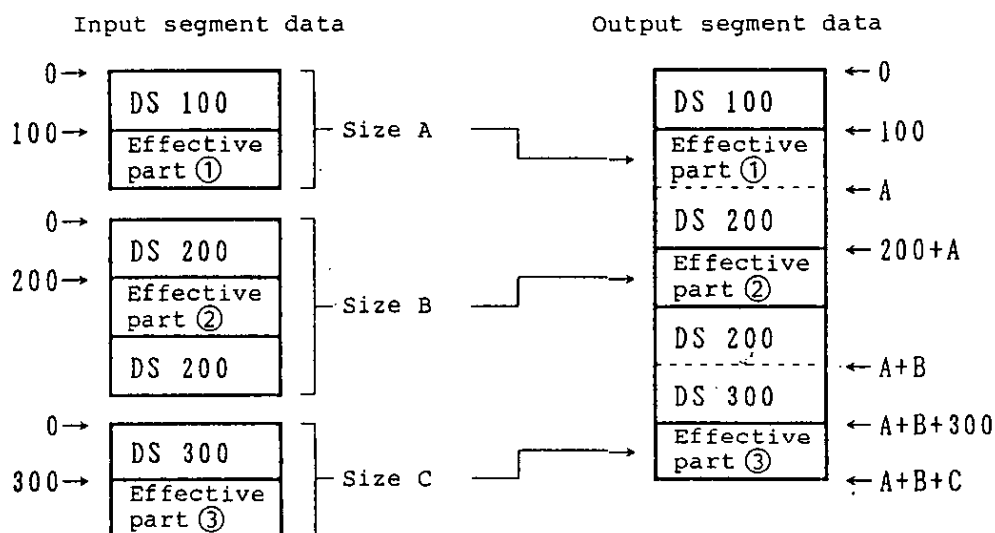 Input segment data
Output segment data
0→
DS 100
100→
Effective
part ①
Size A
0→
DS 200
200→
Effective
part ②
DS 200
Size B
0→
DS 300
300→
Effective
part ③
Size C
←0
DS 100
←100
Effective
part ①
←A
DS 200
←200+A
Effective
part ②
DS 200
←A+B
DS 300
←A+B+300
Effective
part ③
←A+B+C